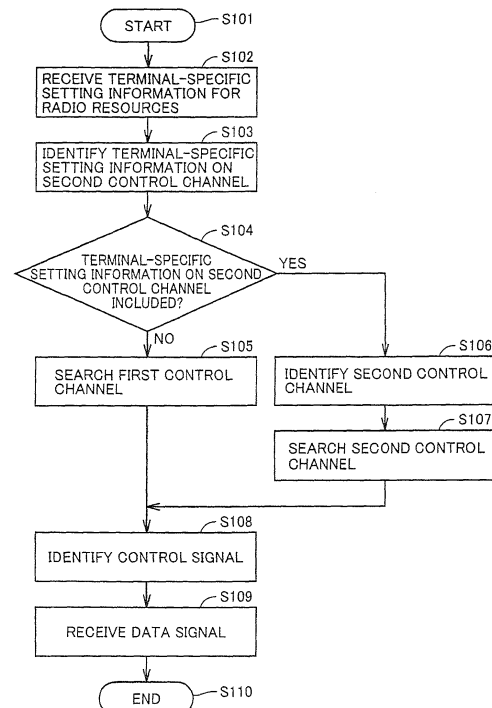 START
S101
S102
RECEIVE TERMINAL-SPECIFIC
SETTING INFORMATION FOR
RADIO RESOURCES
S103
IDENTIFY TERMINAL-SPECIFIC
SETTING INFORMATION ON
SECOND CONTROL CHANNEL
S104
TERMINAL-SPECIFIC
SETTING INFORMATION ON SECOND
CONTROL CHANNEL
INCLUDED?
YES
NO
S105
SEARCH FIRST CONTROL
CHANNEL
S106
IDENTIFY SECOND CONTROL
CHANNEL
S107
SEARCH SECOND CONTROL
CHANNEL
S108
IDENTIFY CONTROL SIGNAL
S109
RECEIVE DATA SIGNAL
END
S110